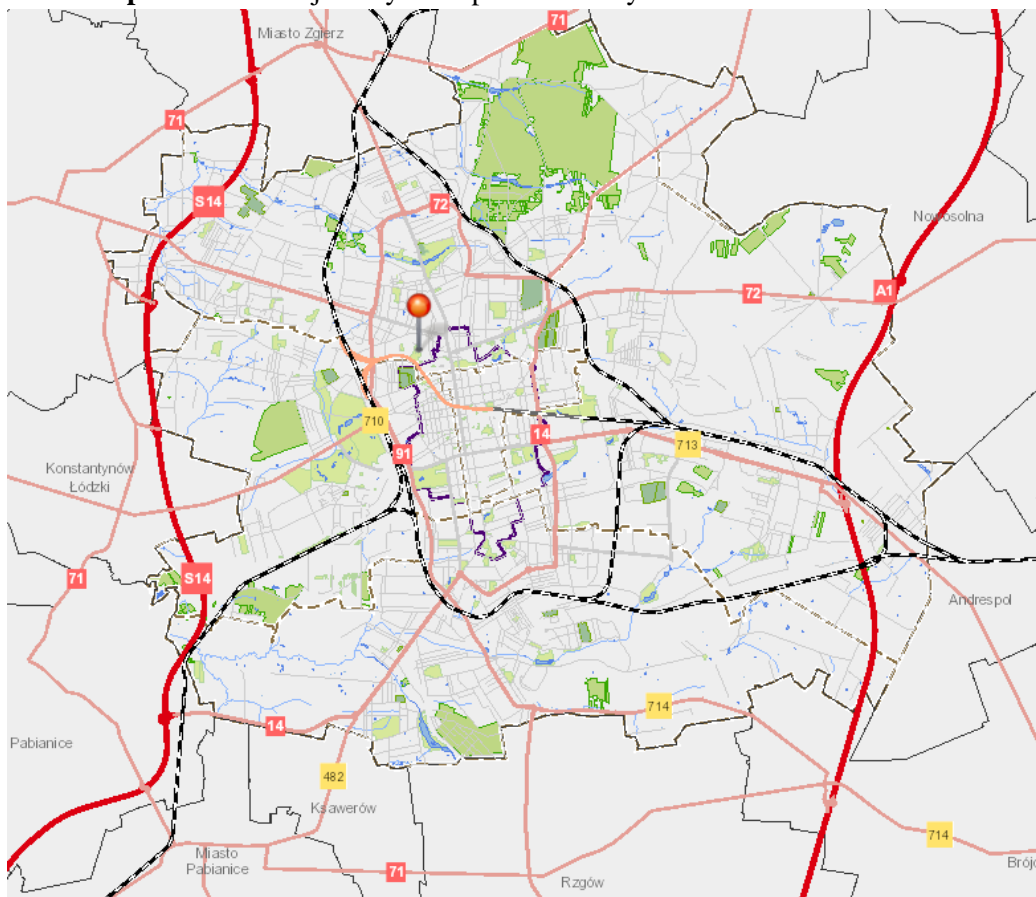 71
Miasto Zgierz
71
S14
72
Nowosolna
A1
72
710
14
713
91
Konstantynów
Łódzki
71
S14
Andrespol
714
14
Pabianice
482
Ksawerów
714
Miasto
Pabianice
71
Rzgów